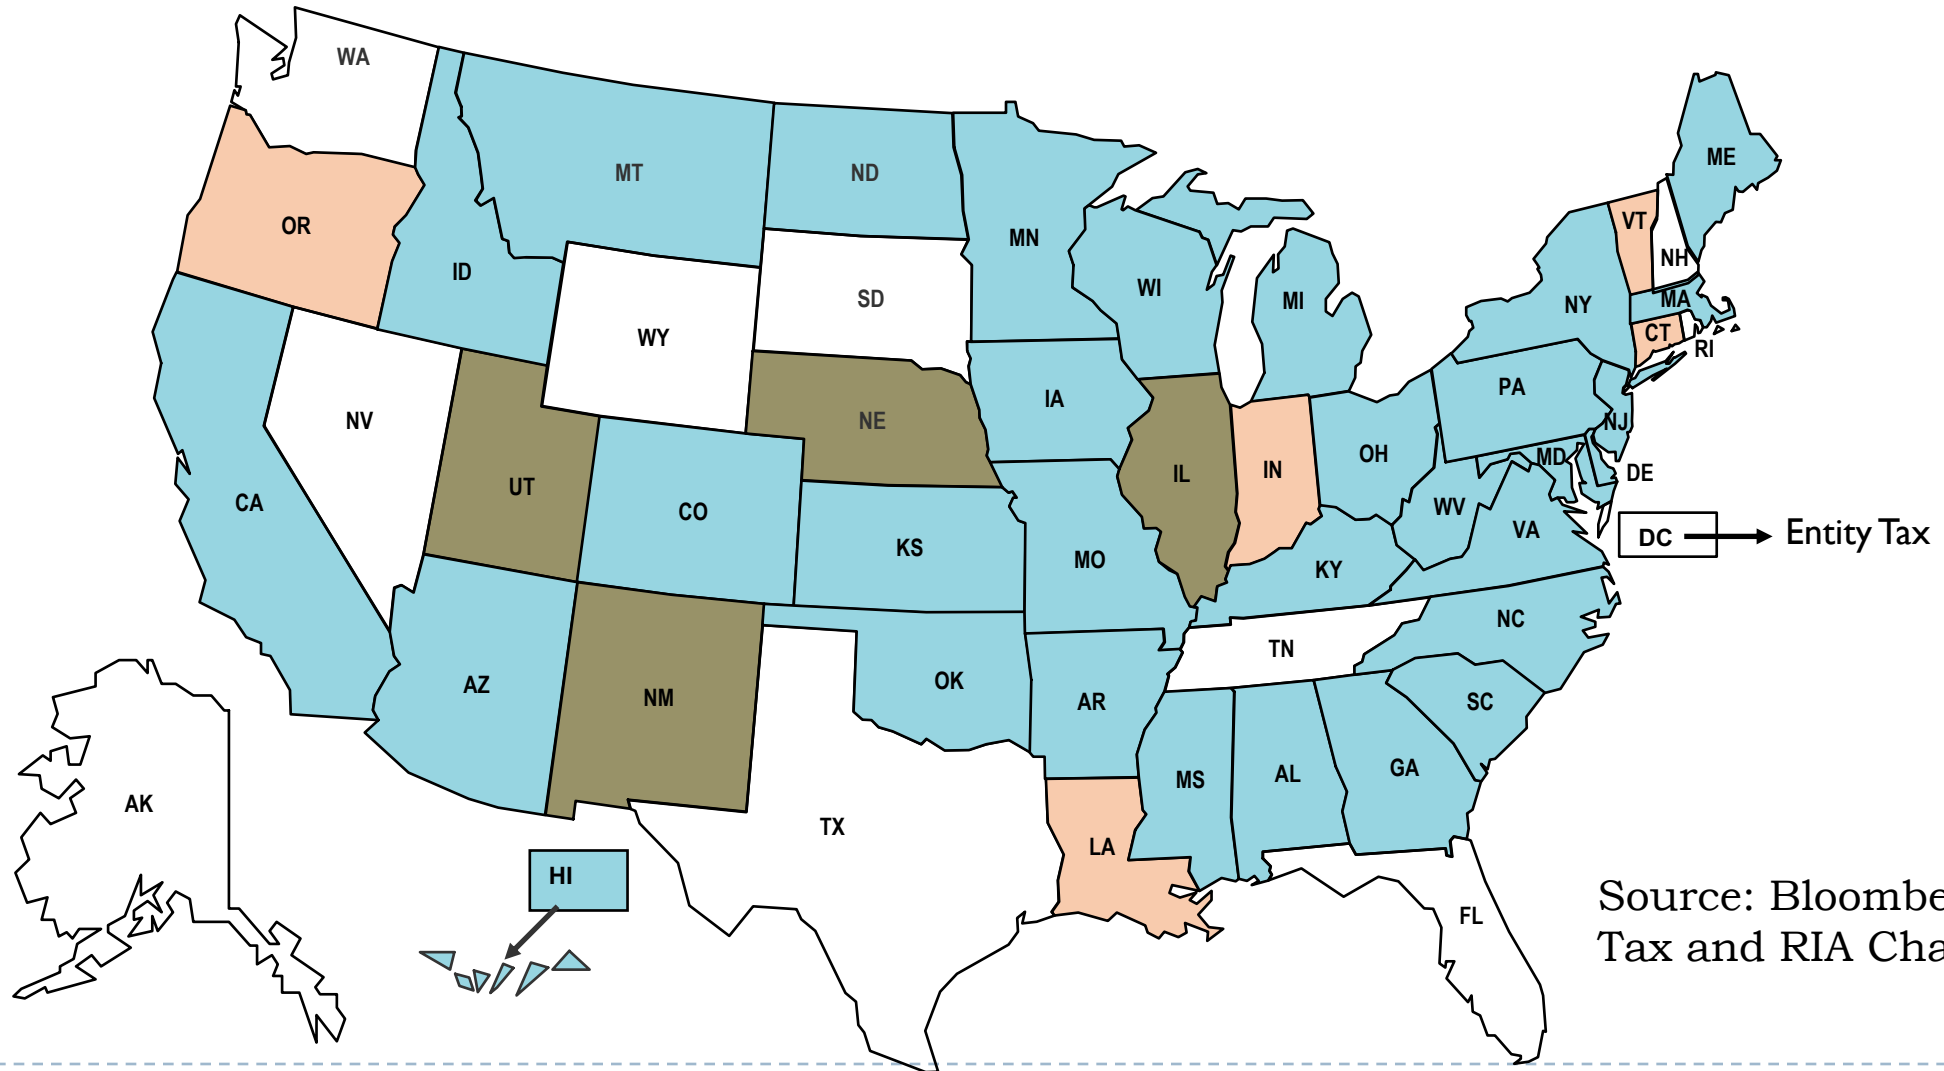 WA
ME
MT
ND
VT
OR
MN
NH
ID
WI
SD
MI
MA
NY
CT
WY
RI
PA
IA
NV
NE
NJ
OH
MD
IN
IL
DE
UT
CA
CO
WV
VA
DC Entity Tax
KS
MO
KY
NC
TN
OK
AZ
NM
AR
SC
GA
AL
MS
AK
TX
LA
HI
FL
Source: Bloombe
Tax and RIA Cha